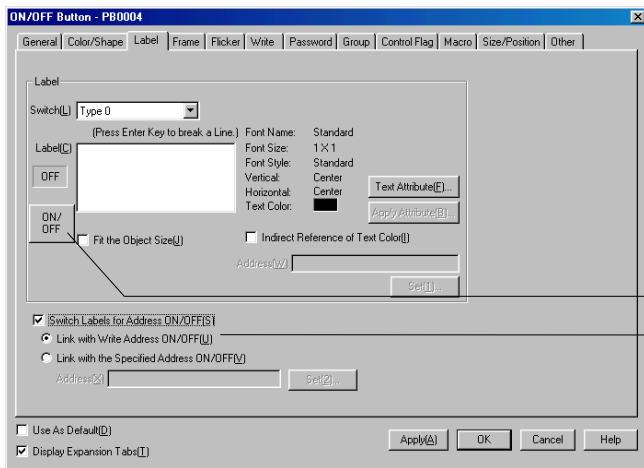 ON/OFF Button - PB0004
General Color/Shape Label Frame Flicker Write Password Group Control Flag Macro Size/Position Other
Label
Switch(L) Type 0
(Press Enter Key to break a Line.)
Label(C)
OFF
ON/
OFF
Font Name: Standard
Font Size: 1 X 1
Font Style: Standard
Vertical: Center
Horizontal: Center
Text Color:
Text Attribute(F)...
Apply Attribute(B)...
Fit the Object Size(J)
Indirect Reference of Text Color(I)
Address(W)
Set(1)...
Switch Labels for Address ON/OFF(S)
Link with Write Address ON/OFF(U)
Link with the Specified Address ON/OFF(V)
Address(X) Set(2)...
Use As Default(D)
Display Expansion Tabs(T)
Apply(A) OK Cancel Help